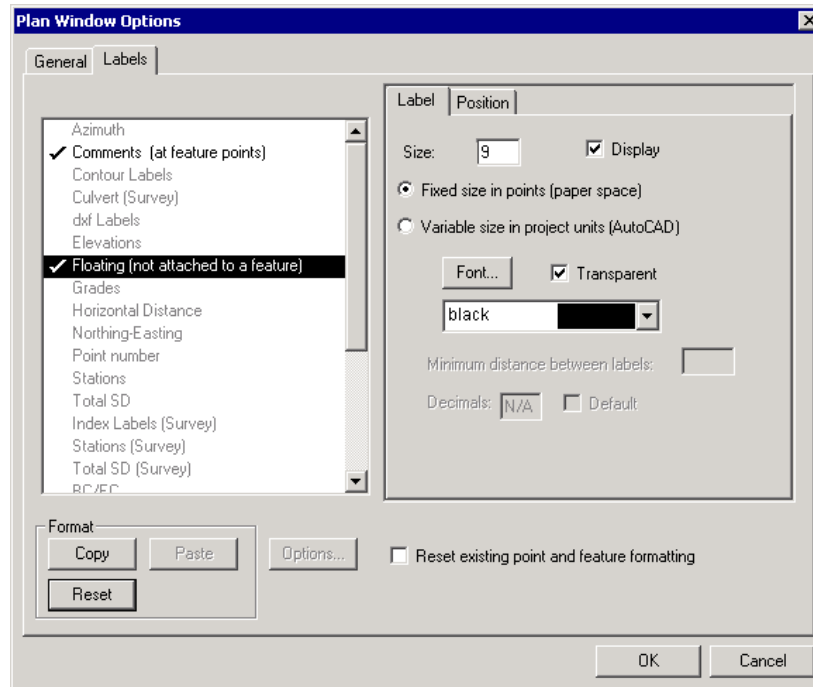 Plan Window Options
General
Labels
Azimuth
Comments (at feature points)
Contour Labels
Culvert (Survey)
dxf Labels
Elevations
Floating (not attached to a feature)
Grades
Horizontal Distance
Northing-Easting
Point number
Stations
Total SD
Index Labels (Survey)
Stations (Survey)
Total SD (Survey)
BC/EC
Label
Position
Size: 9
Display
Fixed size in points (paper space)
Variable size in project units (AutoCAD)
Font...
Transparent
black
Minimum distance between labels:
Decimals: N/A
Default
Format
Copy
Paste
Options...
Reset existing point and feature formatting
Reset
OK
Cancel